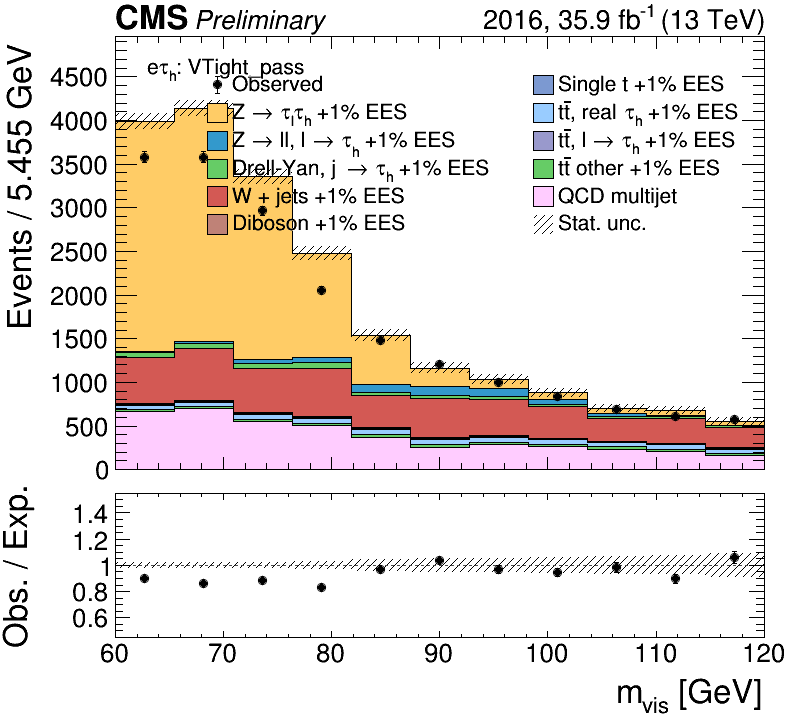 CMS Preliminary 2016, 35.9 fb⁻¹ (13 TeV)
Events / 5.455 GeV
4500
4000
3500
3000
2500
2000
1500
1000
500
0
eτₕ: VTight_pass
Observed
Z → τₗτₕ +1% EES
Z → ll, l → τₕ +1% EES
Drell-Yan, j → τₕ +1% EES
W + jets +1% EES
Diboson +1% EES
Single t +1% EES
tt̄, real τₕ +1% EES
tt̄, l → τₕ +1% EES
tt̄ other +1% EES
QCD multijet
Stat. unc.
Obs. / Exp.
1.4
1.2
1
0.8
0.6
60 70 80 90 100 110 120
m_vis [GeV]